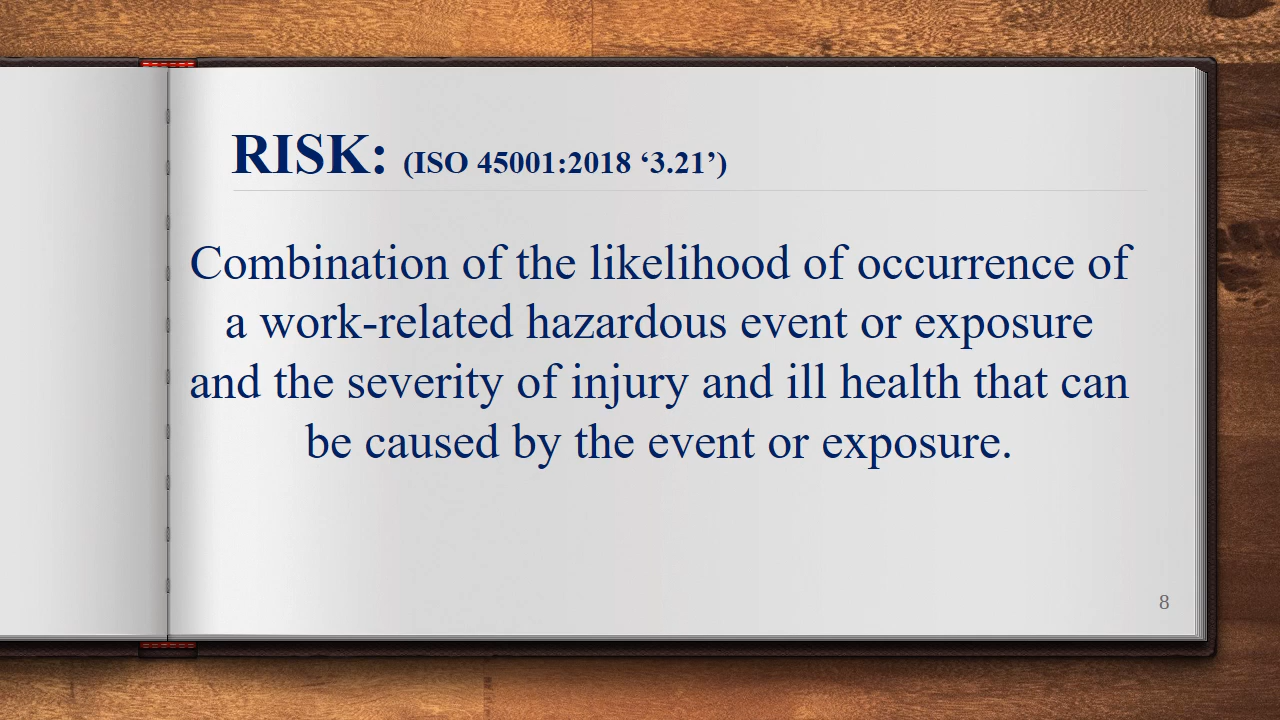 RISK: (ISO 45001:2018 ‘3.21’)
Combination of the likelihood of occurrence of
a work-related hazardous event or exposure
and the severity of injury and ill health that can
be caused by the event or exposure.
8